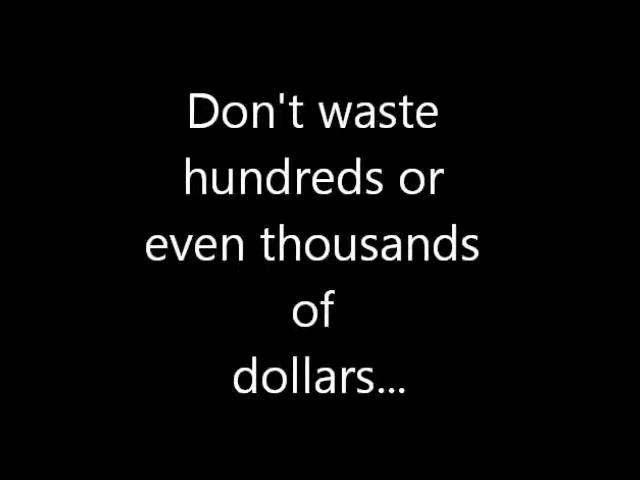 Don't waste
hundreds or
even thousands
of
dollars...